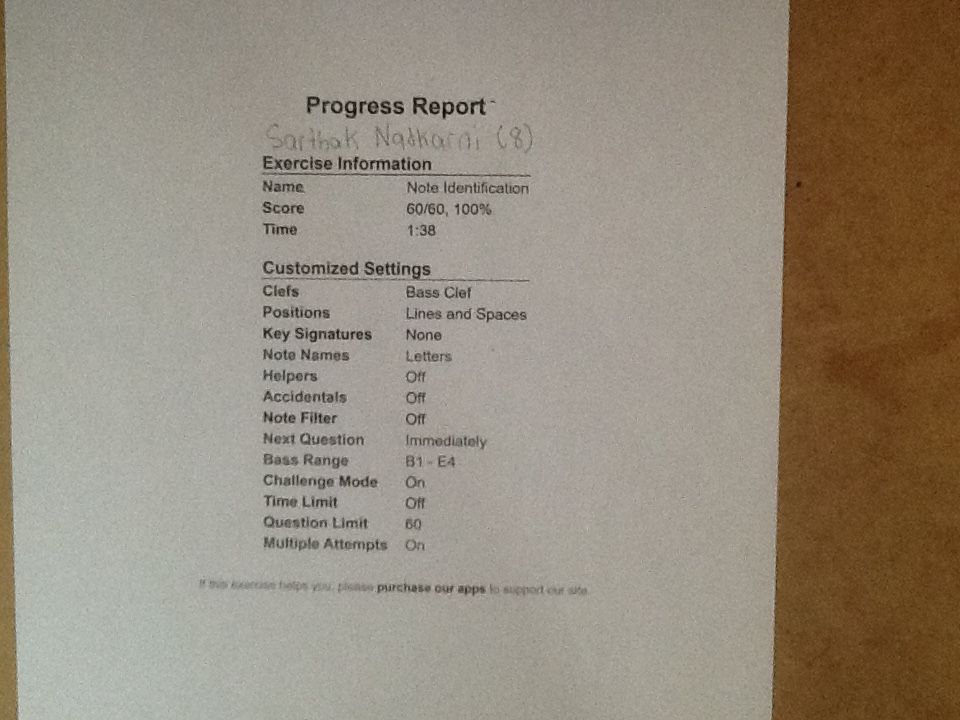 Progress Report
Sarthak Nadkarni (8)
Exercise Information
Name Note Identification
Score 60/60, 100%
Time 1:38
Customized Settings
Clefs Bass Clef
Positions Lines and Spaces
Key Signatures None
Note Names Letters
Helpers Off
Accidentals Off
Note Filter Off
Next Question Immediately
Bass Range B1 - E4
Challenge Mode On
Time Limit Off
Question Limit 60
Multiple Attempts On
If this exercise helps you, please purchase our apps to support our site.